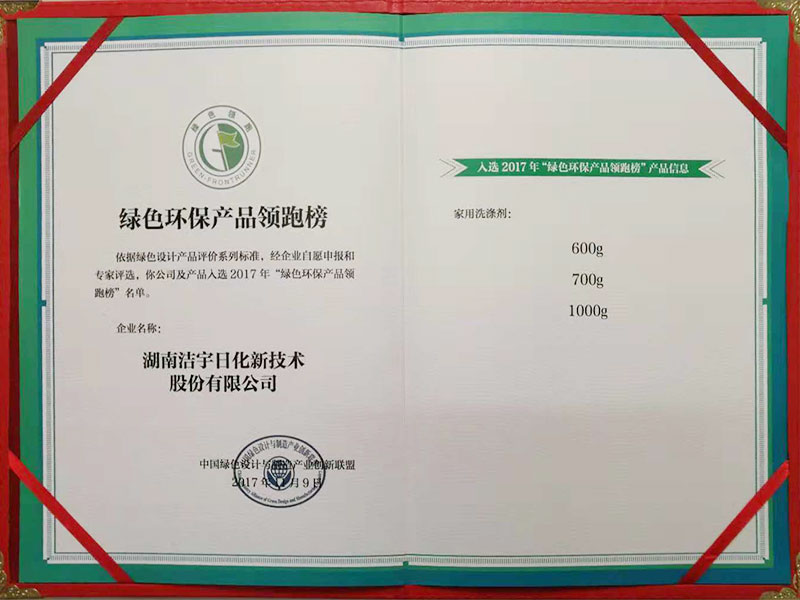 绿色领跑
GREEN-FRONTRUNNER
绿色环保产品领跑榜
依据绿色设计产品评价系列标准，经企业自愿申报和
专家评选，你公司及产品入选 2017 年“绿色环保产品领
跑榜”名单。
企业名称：
湖南洁宇日化新技术
股份有限公司
中国绿色设计与制造产业创新联盟
2017年 月9日
入选 2017 年“绿色环保产品领跑榜”产品信息
家用洗涤剂：
600g
700g
1000g